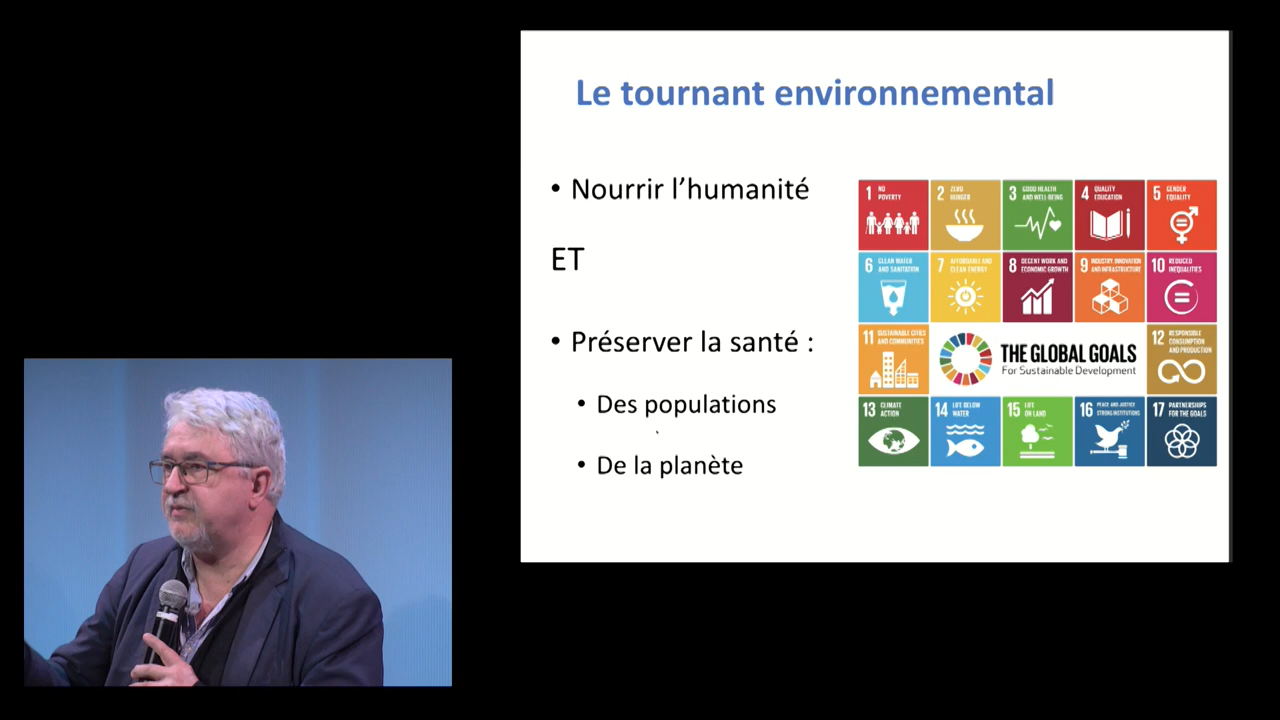 Le tournant environnemental
• Nourrir l’humanité
ET
• Préserver la santé :
• Des populations
• De la planète
1 NO
POVERTY
2 ZERO
HUNGER
3 GOOD HEALTH
AND WELL-BEING
4 QUALITY
EDUCATION
5 GENDER
EQUALITY
6 CLEAN WATER
AND SANITATION
7 AFFORDABLE AND
CLEAN ENERGY
8 DECENT WORK AND
ECONOMIC GROWTH
9 INDUSTRY, INNOVATION
AND INFRASTRUCTURE
10 REDUCED
INEQUALITIES
11 SUSTAINABLE CITIES
AND COMMUNITIES
THE GLOBAL GOALS
For Sustainable Development
12 RESPONSIBLE
CONSUMPTION
AND PRODUCTION
13 CLIMATE
ACTION
14 LIFE BELOW
WATER
15 LIFE
ON LAND
16 PEACE AND JUSTICE
STRONG INSTITUTIONS
17 PARTNERSHIPS
FOR THE GOALS